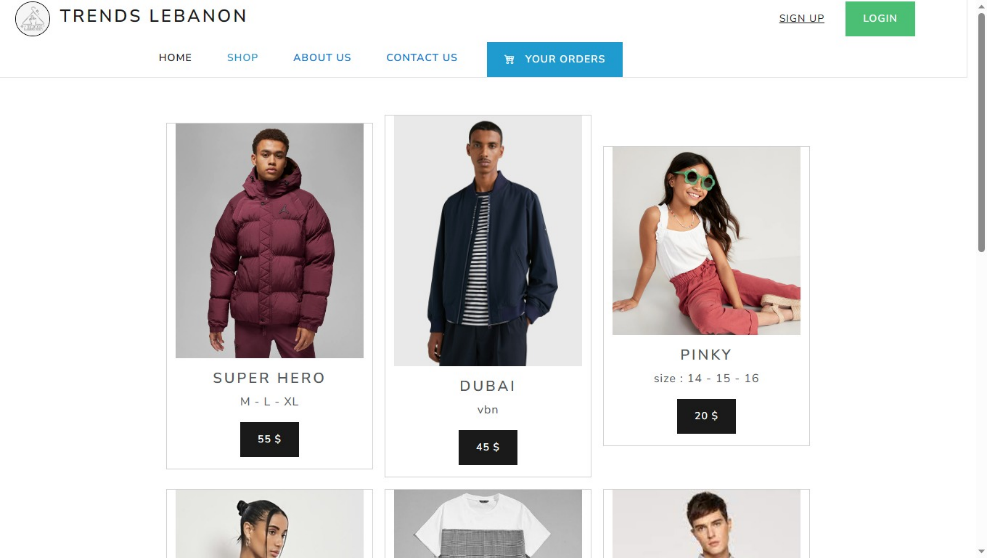 TRENDS LEBANON
SIGN UP
LOGIN
HOME
SHOP
ABOUT US
CONTACT US
YOUR ORDERS
SUPER HERO
M - L - XL
55 $
DUBAI
vbn
45 $
PINKY
size : 14 - 15 - 16
20 $